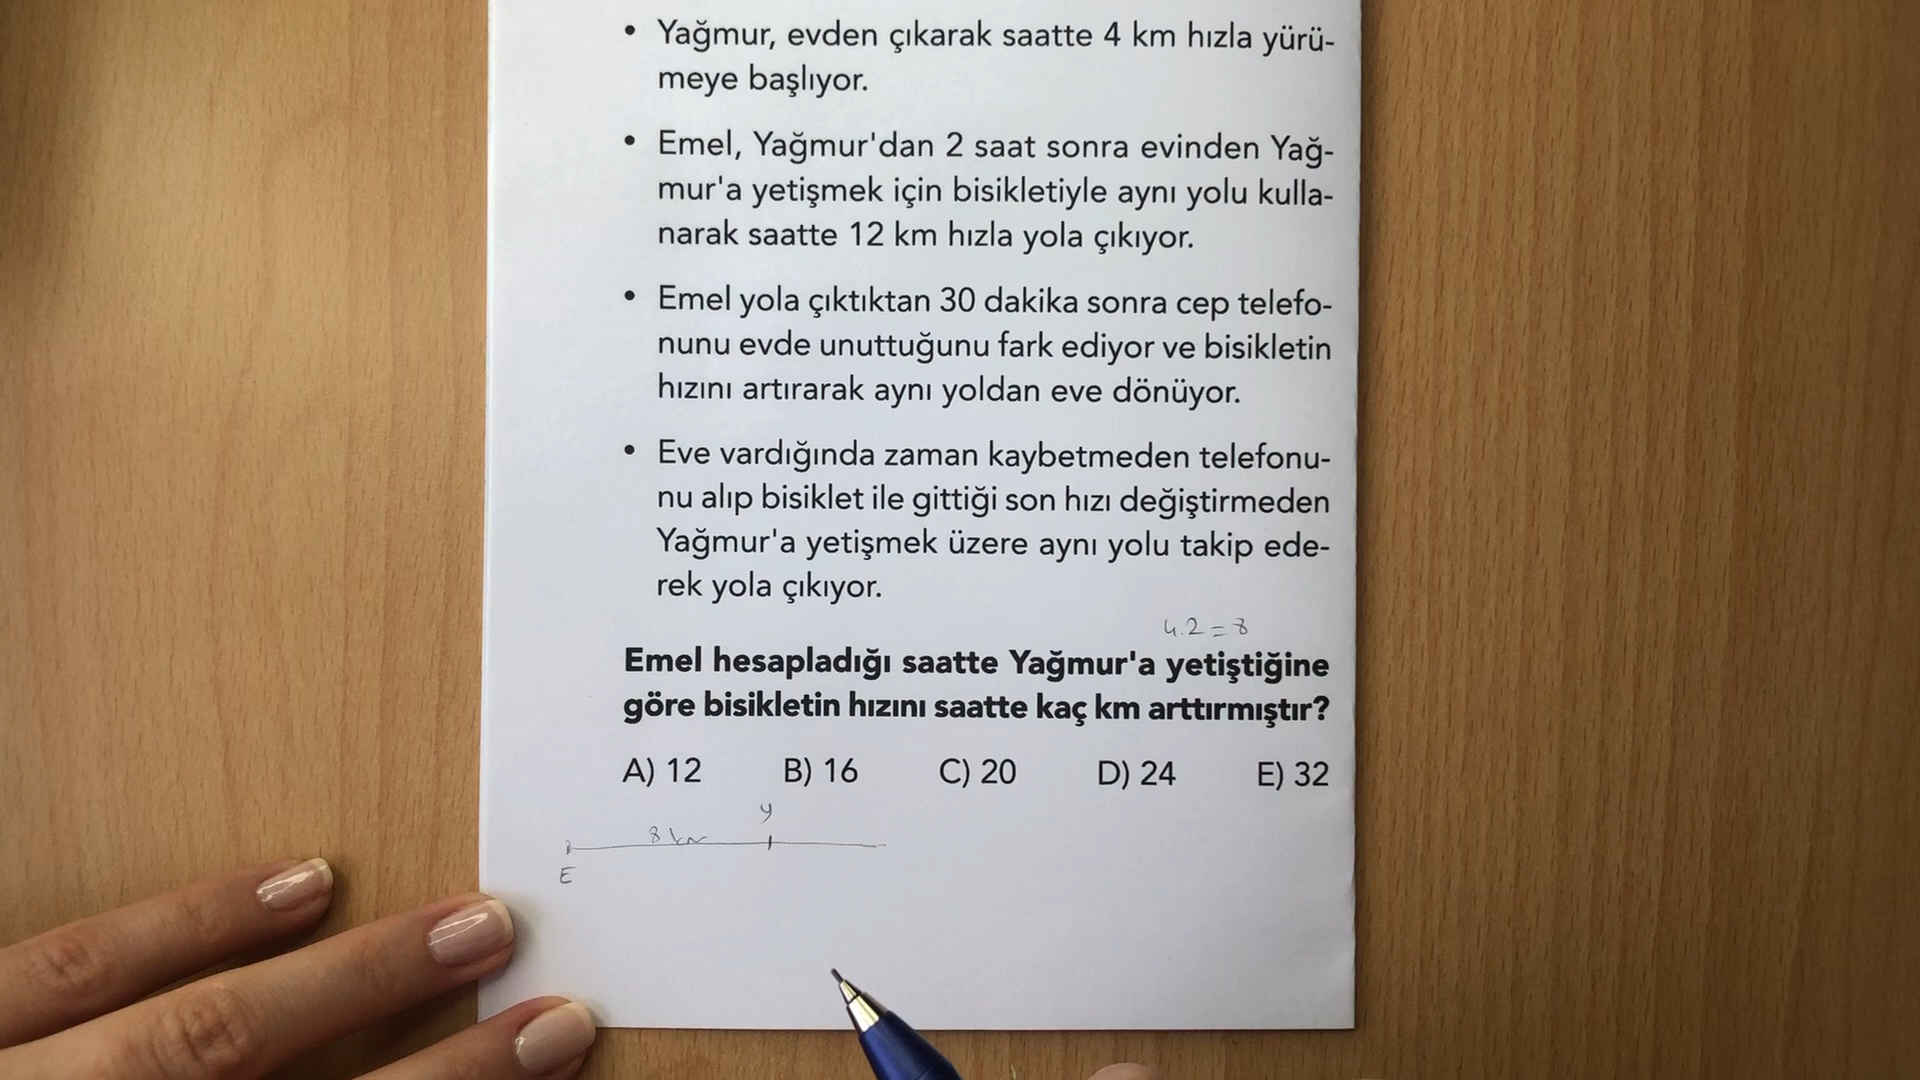 • Yağmur, evden çıkarak saatte 4 km hızla yürü-
meye başlıyor.
• Emel, Yağmur'dan 2 saat sonra evinden Yağ-
mur'a yetişmek için bisikletiyle aynı yolu kulla-
narak saatte 12 km hızla yola çıkıyor.
• Emel yola çıktıktan 30 dakika sonra cep telefo-
nunu evde unuttuğunu fark ediyor ve bisikletin
hızını artırarak aynı yoldan eve dönüyor.
• Eve vardığında zaman kaybetmeden telefonu-
nu alıp bisiklet ile gittiği son hızı değiştirmeden
Yağmur'a yetişmek üzere aynı yolu takip ede-
rek yola çıkıyor.
4.2=8
Emel hesapladığı saatte Yağmur'a yetiştiğine
göre bisikletin hızını saatte kaç km arttırmıştır?
A) 12 B) 16 C) 20 D) 24 E) 32
y
8 km
E